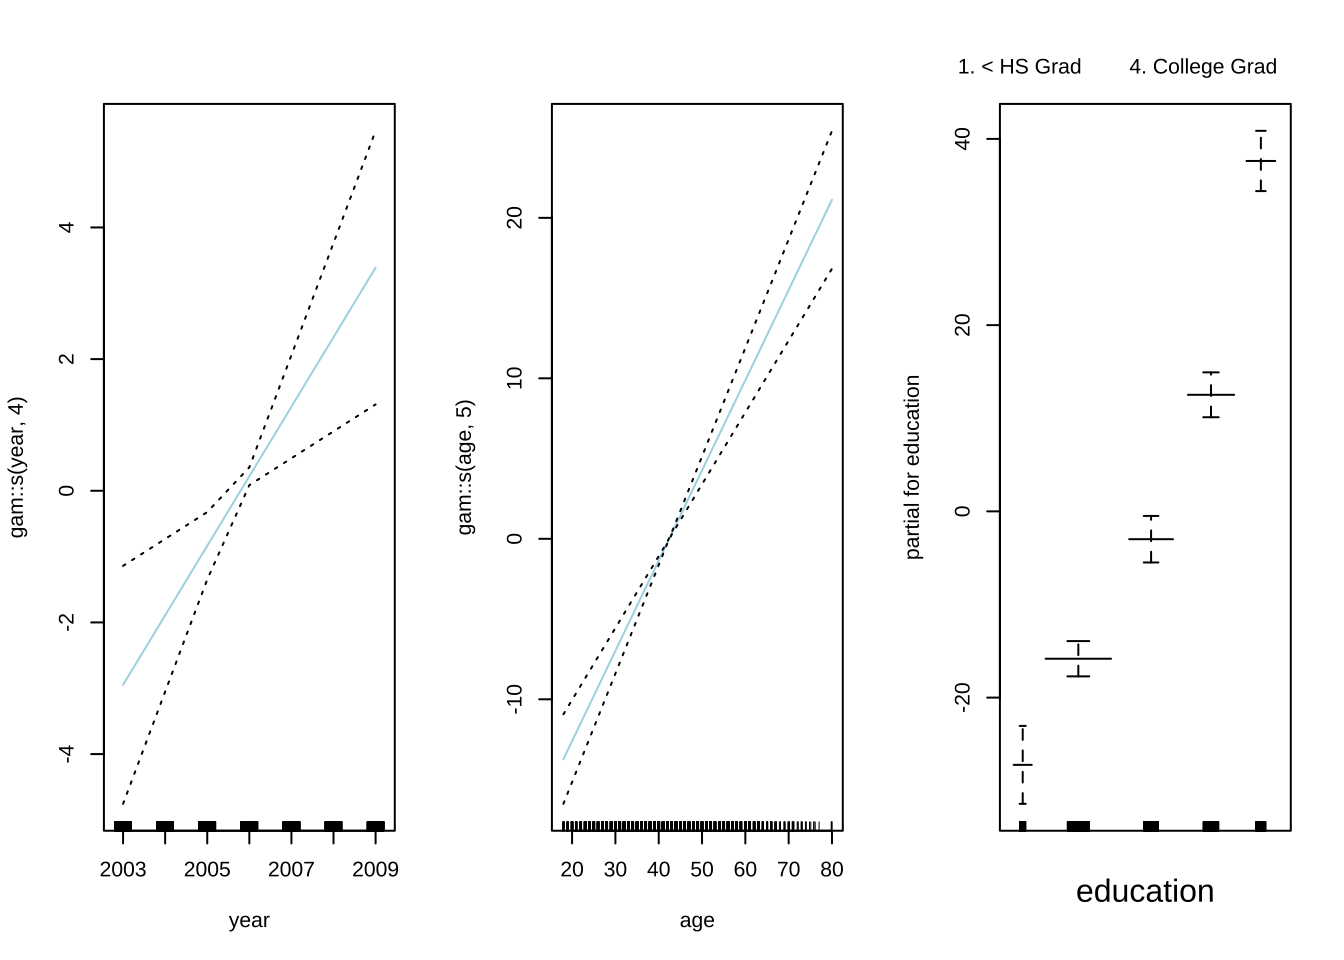 1. < HS Grad 4. College Grad
gam::s(year, 4)
4
2
0
-2
-4
2003 2005 2007 2009
year
gam::s(age, 5)
20
10
0
-10
20 30 40 50 60 70 80
age
partial for education
40
20
0
-20
education